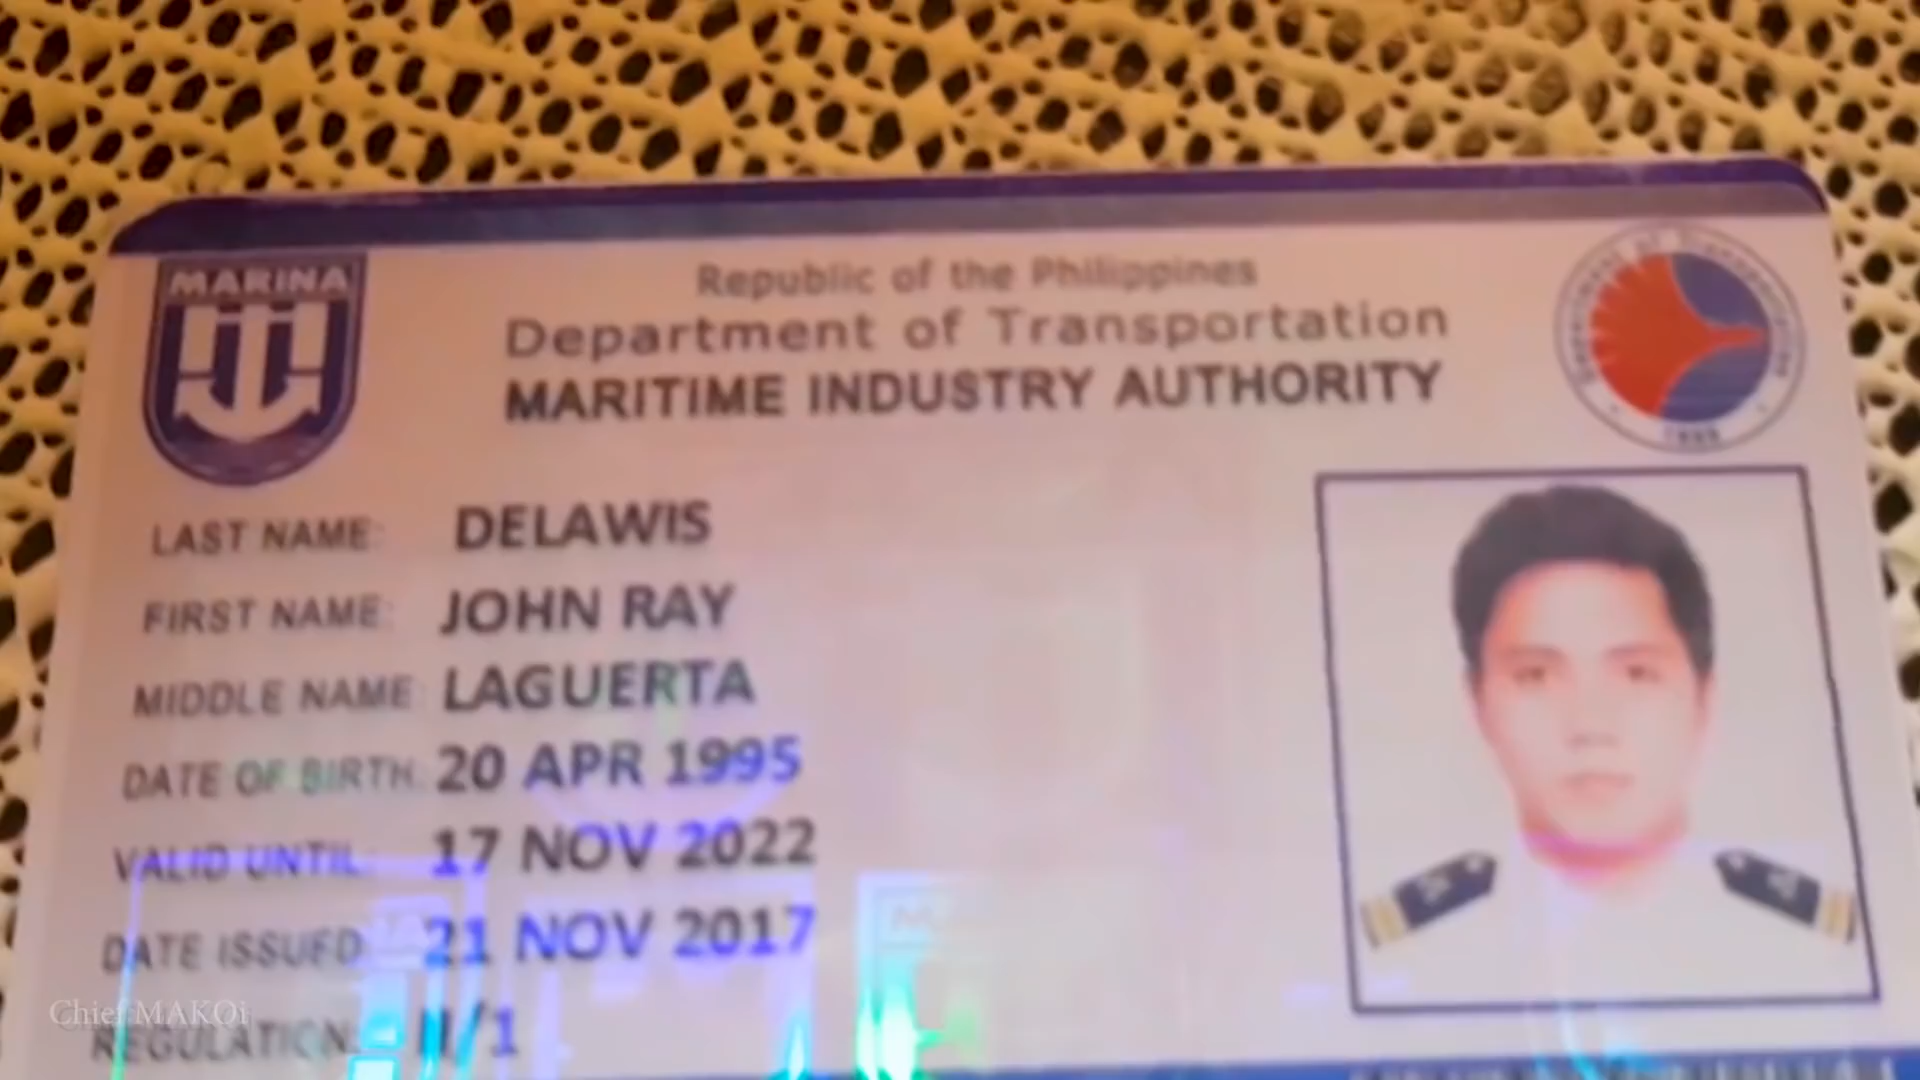 MARINA
Republic of the Philippines
Department of Transportation
MARITIME INDUSTRY AUTHORITY
LAST NAME: DELAWIS
FIRST NAME: JOHN RAY
MIDDLE NAME: LAGUERTA
DATE OF BIRTH: 20 APR 1995
VALID UNTIL: 17 NOV 2022
DATE ISSUED: 21 NOV 2017
REGULATION: II/1
Chief MAKOi